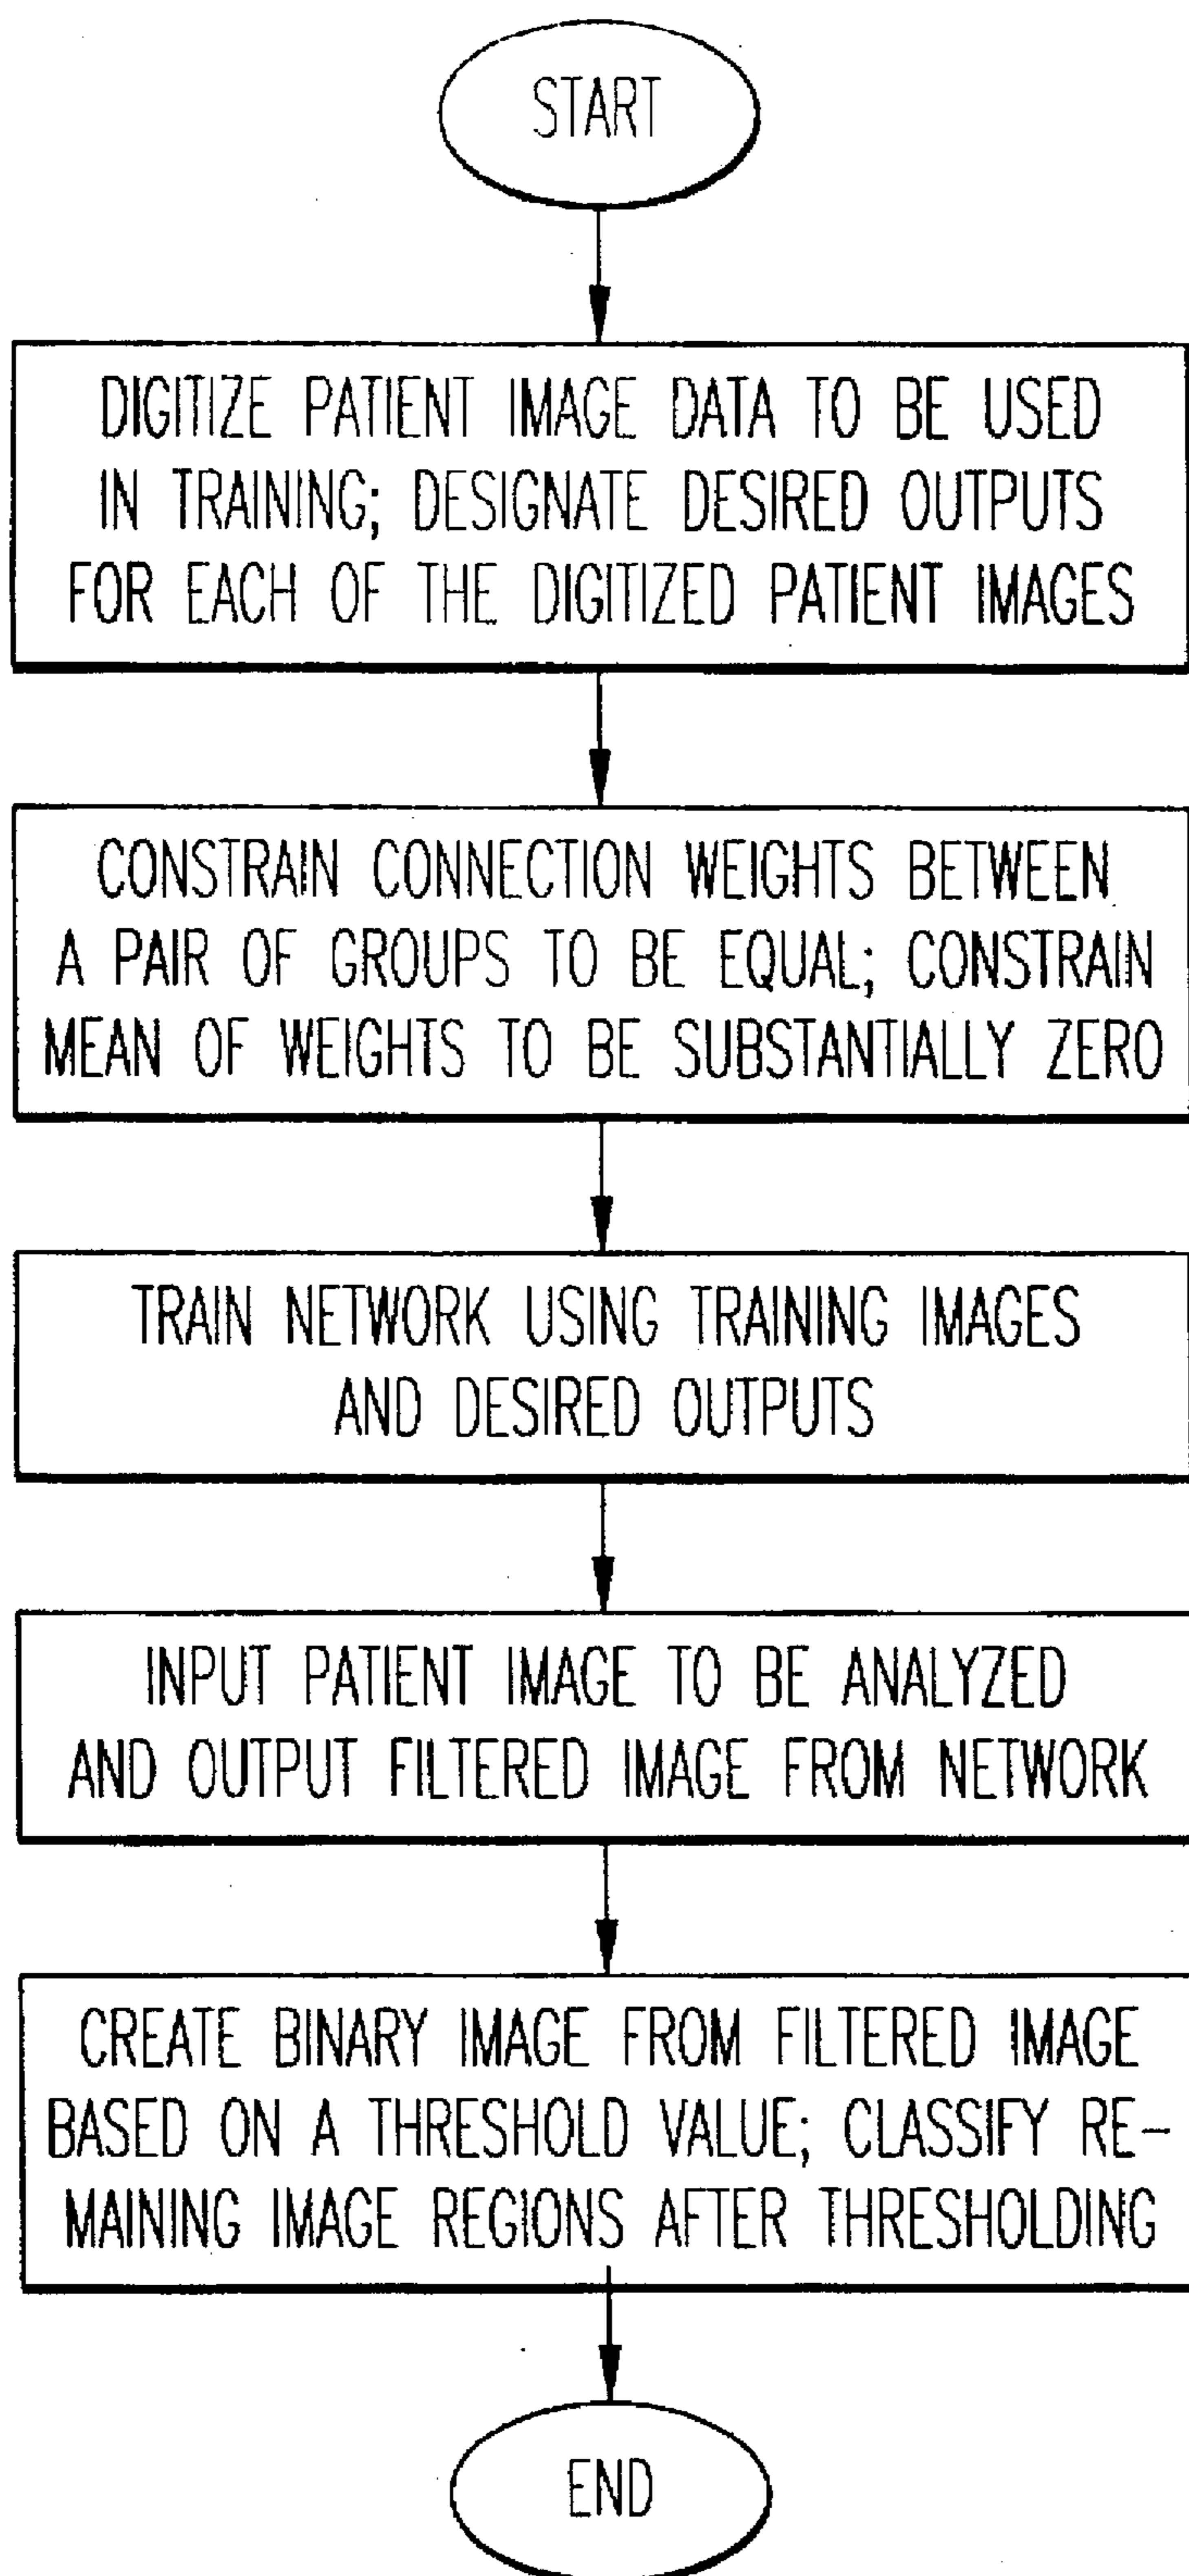 START
DIGITIZE PATIENT IMAGE DATA TO BE USED
IN TRAINING; DESIGNATE DESIRED OUTPUTS
FOR EACH OF THE DIGITIZED PATIENT IMAGES
CONSTRAIN CONNECTION WEIGHTS BETWEEN
A PAIR OF GROUPS TO BE EQUAL; CONSTRAIN
MEAN OF WEIGHTS TO BE SUBSTANTIALLY ZERO
TRAIN NETWORK USING TRAINING IMAGES
AND DESIRED OUTPUTS
INPUT PATIENT IMAGE TO BE ANALYZED
AND OUTPUT FILTERED IMAGE FROM NETWORK
CREATE BINARY IMAGE FROM FILTERED IMAGE
BASED ON A THRESHOLD VALUE; CLASSIFY RE-
MAINING IMAGE REGIONS AFTER THRESHOLDING
END